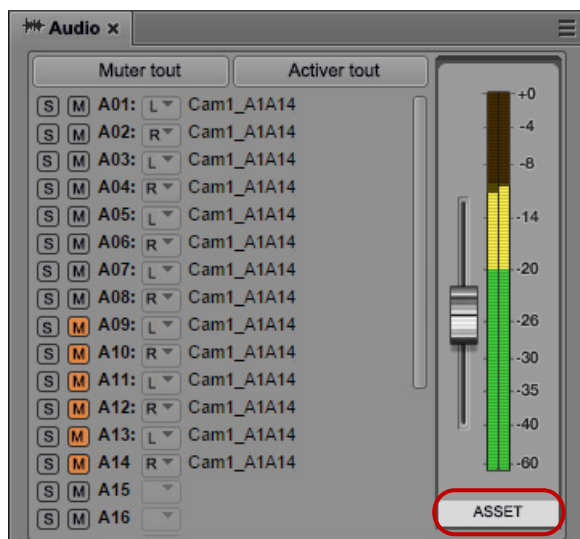 Audio ×
Muter tout Activer tout
S M A01: L Cam1_A1A14
S M A02: R Cam1_A1A14
S M A03: L Cam1_A1A14
S M A04: R Cam1_A1A14
S M A05: L Cam1_A1A14
S M A06: R Cam1_A1A14
S M A07: L Cam1_A1A14
S M A08: R Cam1_A1A14
S M A09: L Cam1_A1A14
S M A10: R Cam1_A1A14
S M A11: L Cam1_A1A14
S M A12: R Cam1_A1A14
S M A13: L Cam1_A1A14
S M A14 R Cam1_A1A14
S M A15
S M A16
+0
-4
-8
-14
-20
-26
-30
-35
-40
-60
ASSET